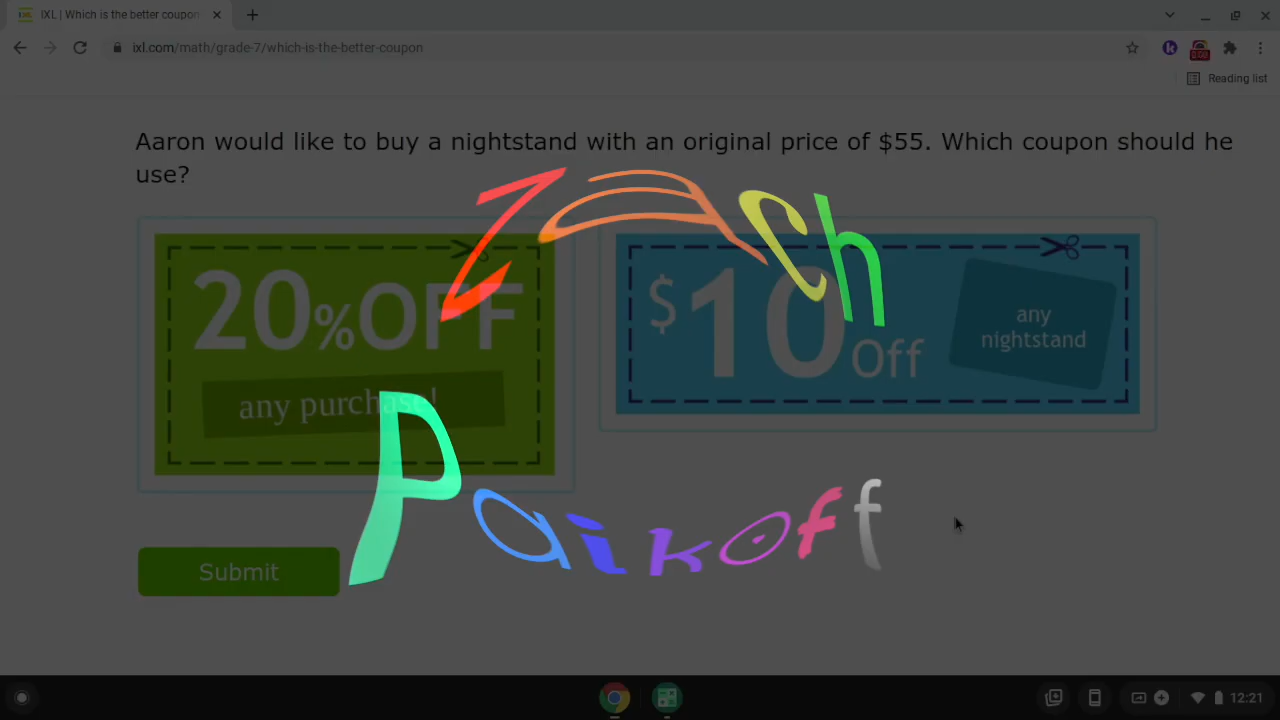 IXL | Which is the better coupon
ixl.com/math/grade-7/which-is-the-better-coupon
Reading list
Aaron would like to buy a nightstand with an original price of $55. Which coupon should he
use?
Zach
20%OFF
any purchase!
$10 Off
any
nightstand
Paikoff
Submit
12:21